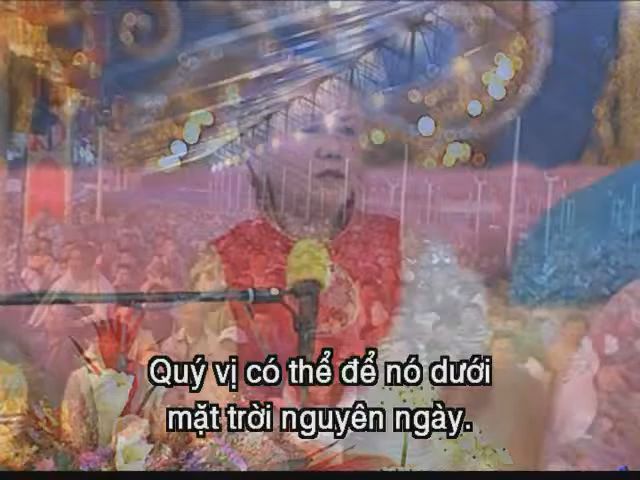 Quý vị có thể để nó dưới
mặt trời nguyên ngày.